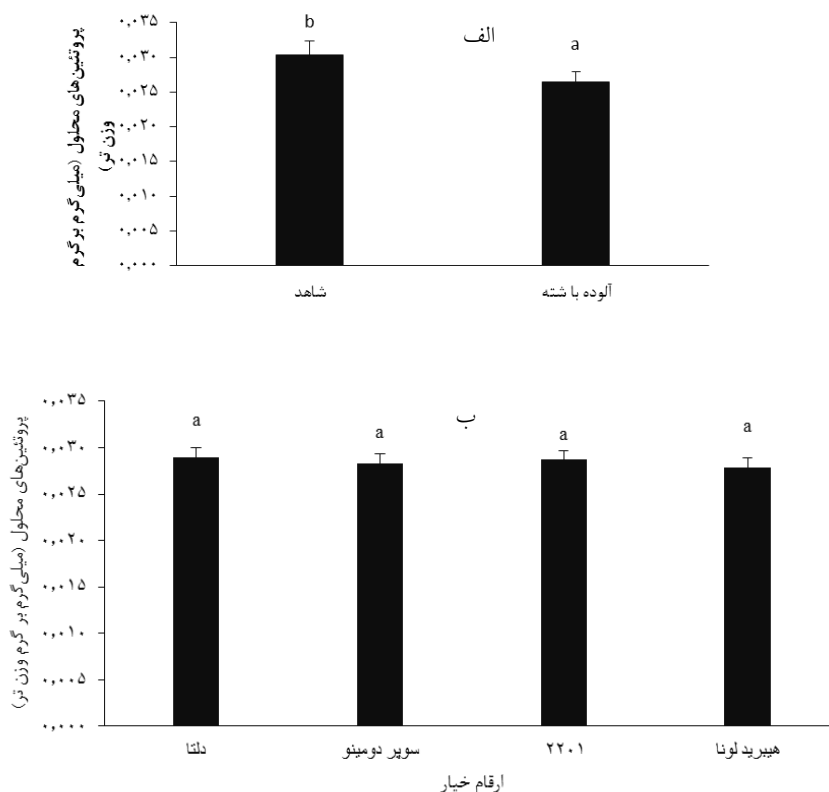 پروتئین‌های محلول (میلی‌گرم بر گرم
وزن تر)
۰,۰۳۵
۰,۰۳۰
۰,۰۲۵
۰,۰۲۰
۰,۰۱۵
۰,۰۱۰
۰,۰۰۵
۰,۰۰۰
الف
b
a
شاهد
آلوده با شته
پروتئین‌های محلول (میلی‌گرم بر گرم وزن تر)
۰,۰۳۵
۰,۰۳۰
۰,۰۲۵
۰,۰۲۰
۰,۰۱۵
۰,۰۱۰
۰,۰۰۵
۰,۰۰۰
ب
a
a
a
a
دلتا
سوپر دومینو
۲۲۰۱
هیبرید لونا
ارقام خیار